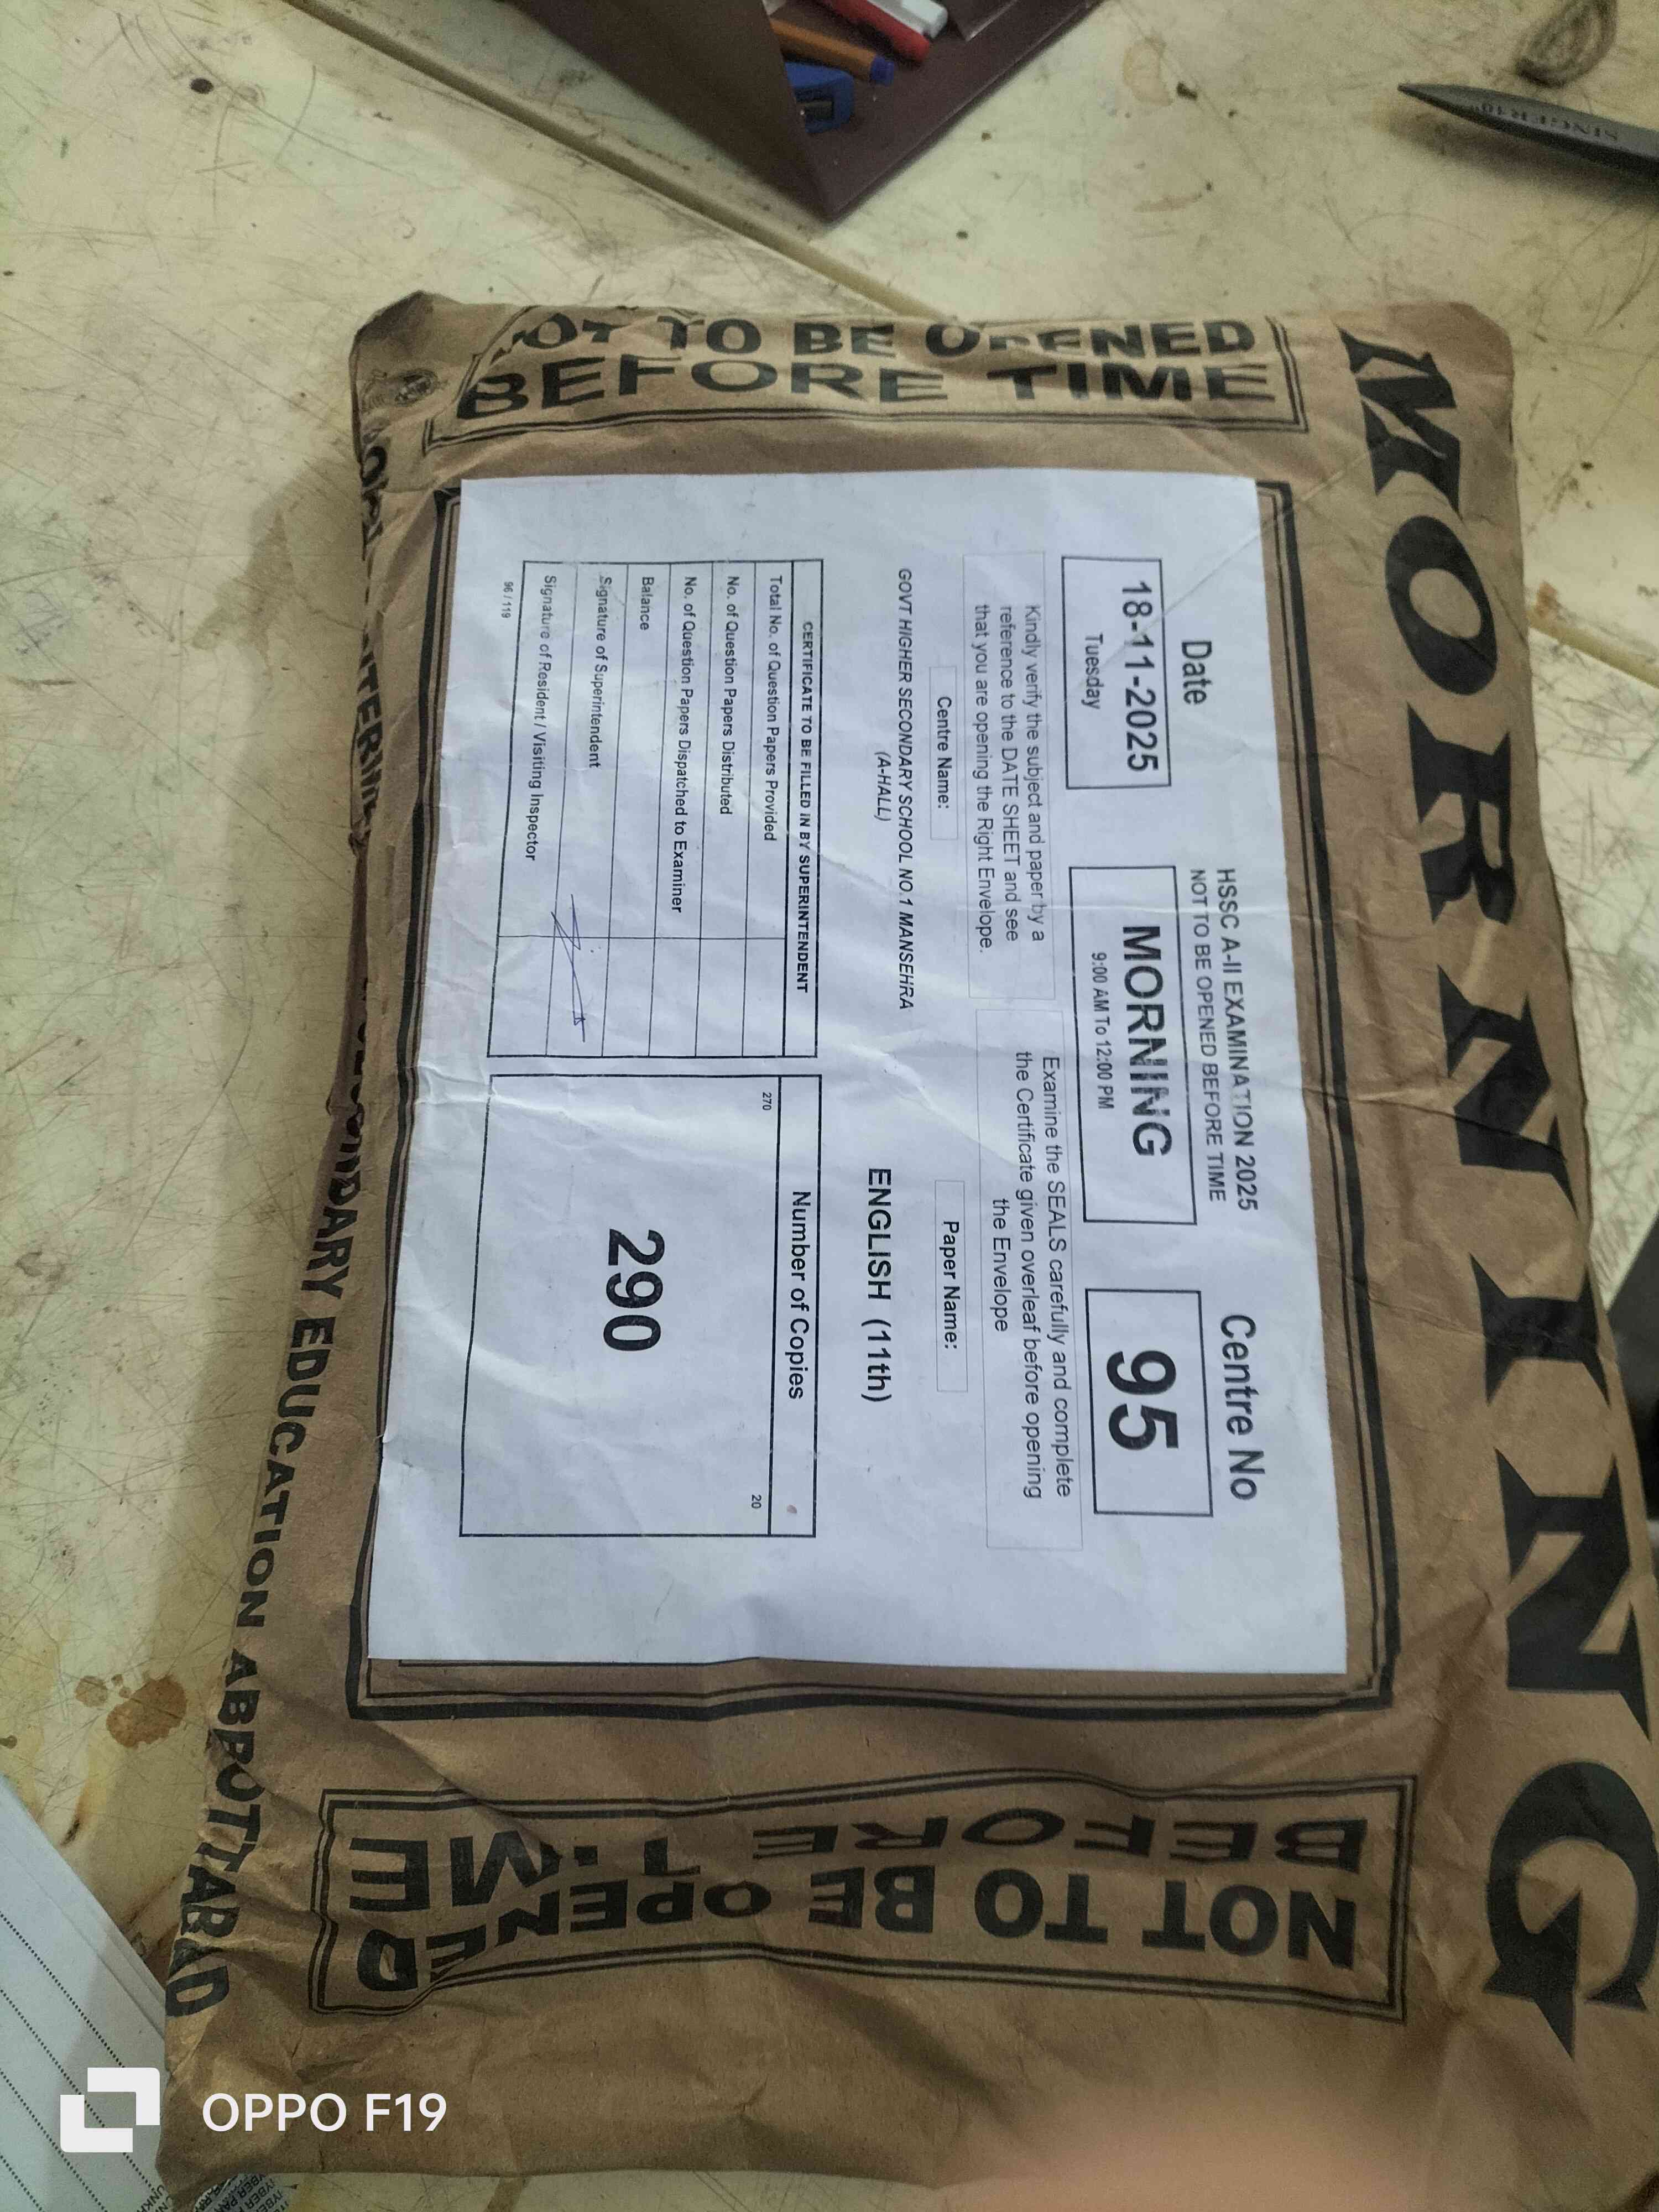 MORNING
NOT TO BE OPENED
BEFORE TIME
HSSC A-II EXAMINATION 2025
NOT TO BE OPENED BEFORE TIME
Date
18-11-2025
Tuesday
MORNING
9:00 AM To 12:00 PM
Centre No
95
Kindly verify the subject and paper by a
reference to the DATE SHEET and see
that you are opening the Right Envelope.
Examine the SEALS carefully and complete
the Certificate given overleaf before opening
the Envelope
Centre Name:
GOVT HIGHER SECONDARY SCHOOL NO.1 MANSEHRA
(A-HALL)
Paper Name:
ENGLISH (11th)
CERTIFICATE TO BE FILLED IN BY SUPERINTENDENT
Total No. of Question Papers Provided
No. of Question Papers Distributed
No. of Question Papers Dispatched to Examiner
Balance
Signature of Superintendent
Signature of Resident / Visiting Inspector
96 / 119
Number of Copies
270
20
290
NOT TO BE OPENED
BEFORE TIME
SECONDARY EDUCATION ABBOTTABAD
SINGER
OPPO F19